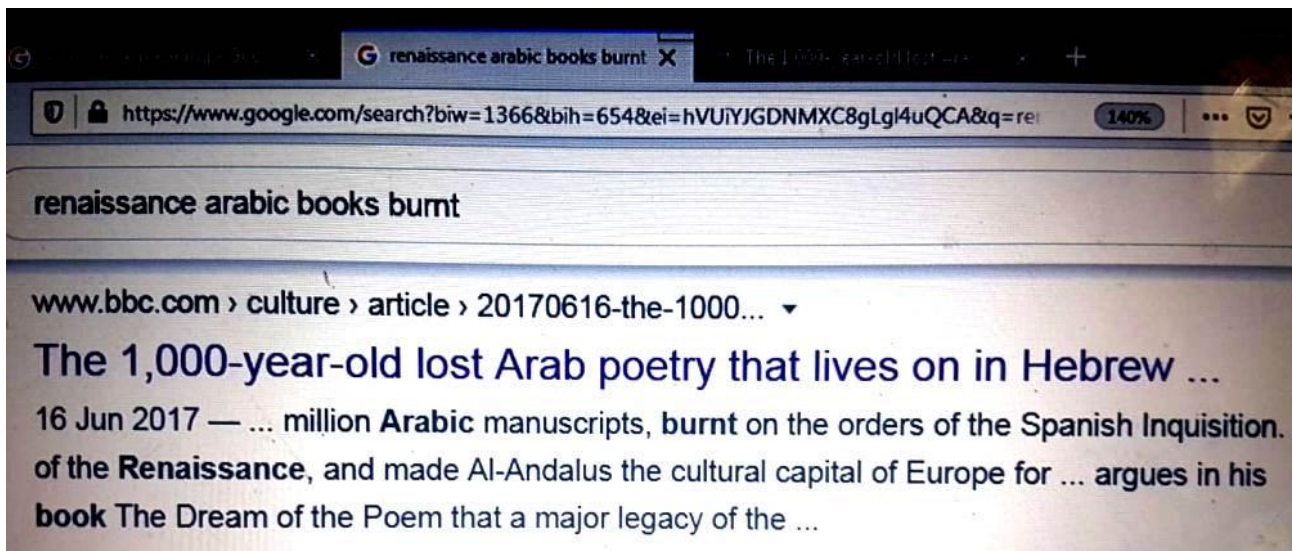 renaissance arabic books burnt
https://www.google.com/search?biw=1366&bih=654&ei=hVUiYJGDNMXC8gLgl4uQCA&q=re
140%
renaissance arabic books burnt
www.bbc.com › culture › article › 20170616-the-1000...
The 1,000-year-old lost Arab poetry that lives on in Hebrew ...
16 Jun 2017 — ... million Arabic manuscripts, burnt on the orders of the Spanish Inquisition.
of the Renaissance, and made Al-Andalus the cultural capital of Europe for ... argues in his
book The Dream of the Poem that a major legacy of the ...